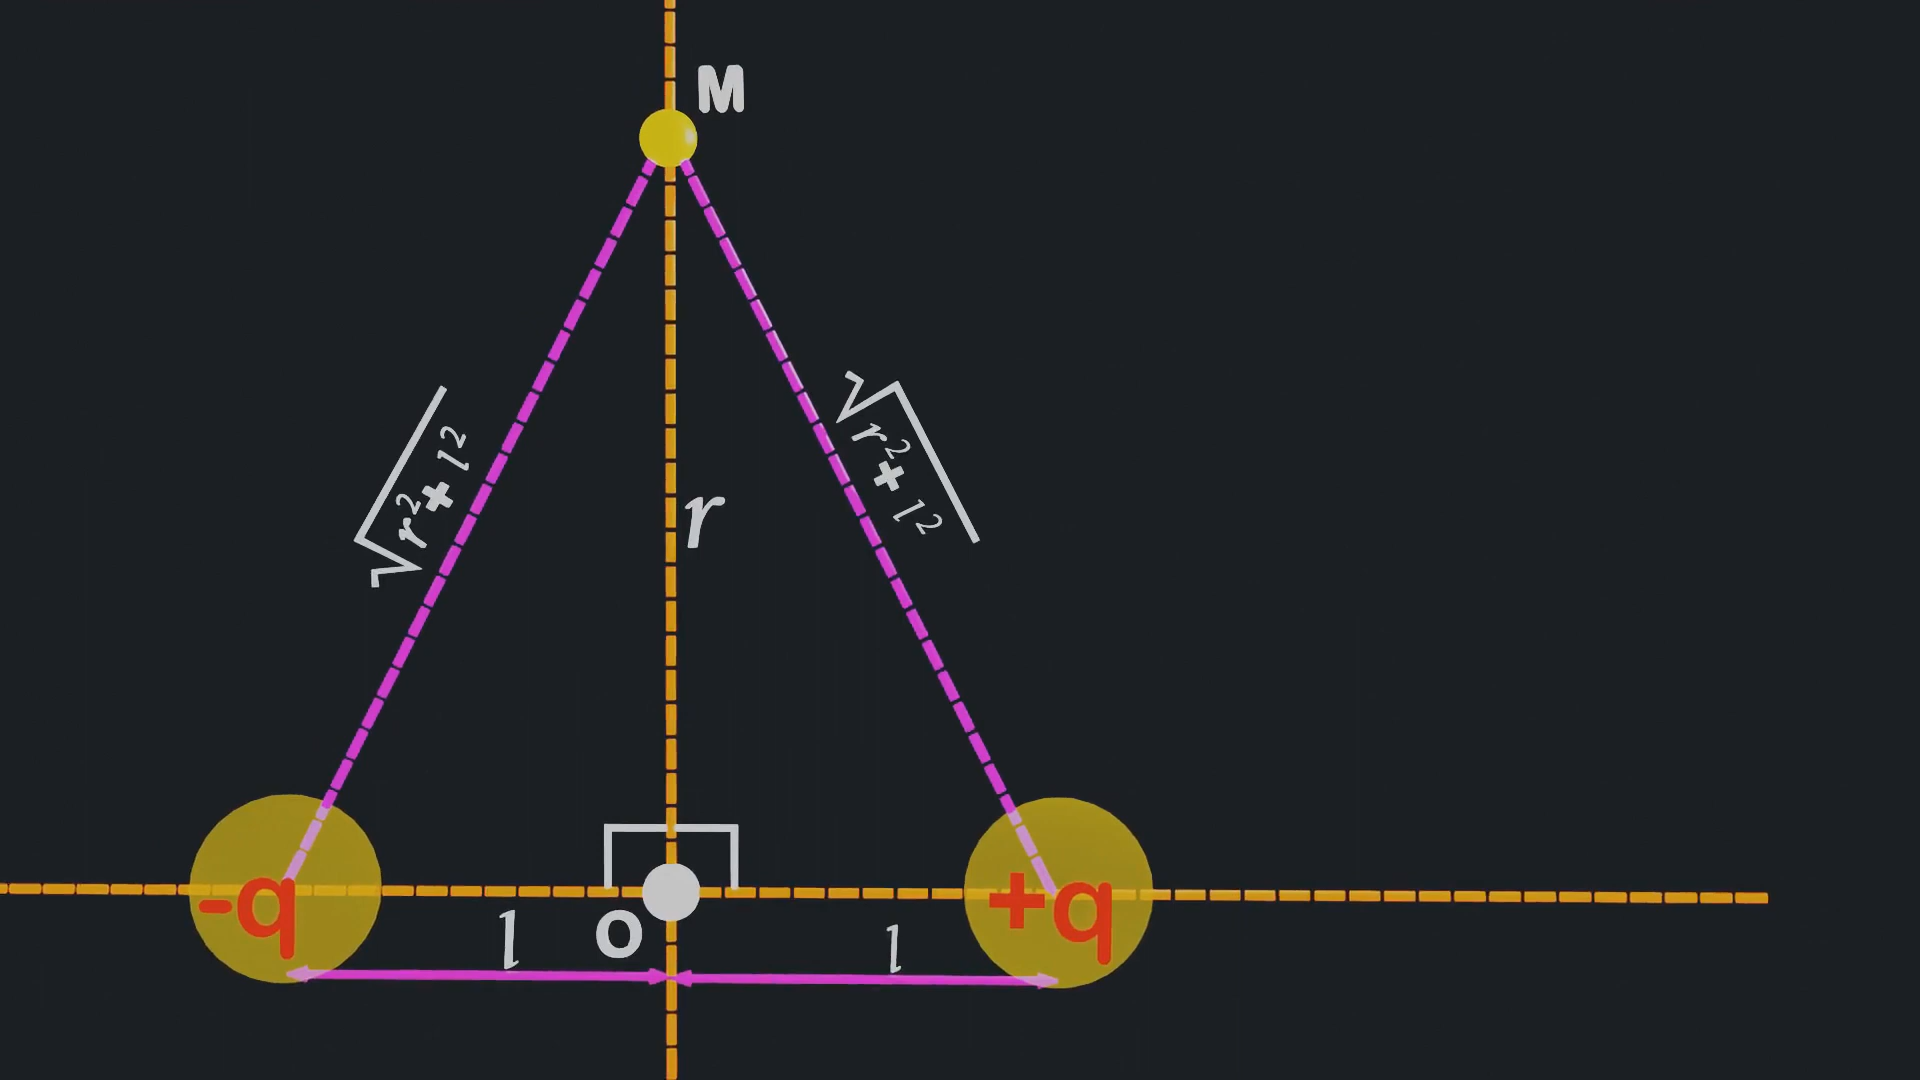 M
√r²+l²
√r²+l²
r
-q
l
O
l
+q